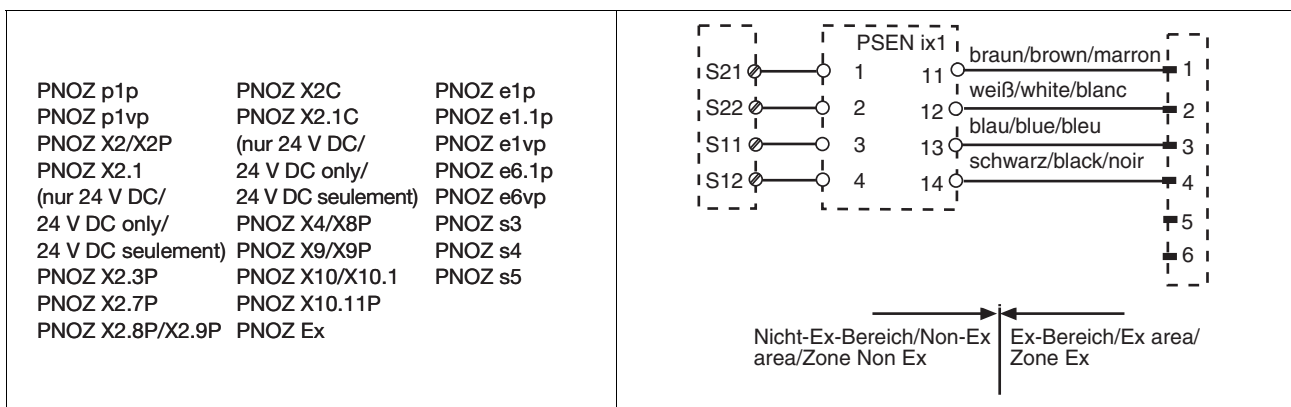 PNOZ p1p
PNOZ p1vp
PNOZ X2/X2P
PNOZ X2.1
(nur 24 V DC/
24 V DC only/
24 V DC seulement)
PNOZ X2.3P
PNOZ X2.7P
PNOZ X2.8P/X2.9P
PNOZ X2C
PNOZ X2.1C
(nur 24 V DC/
24 V DC only/
24 V DC seulement)
PNOZ X4/X8P
PNOZ X9/X9P
PNOZ X10/X10.1
PNOZ X10.11P
PNOZ Ex
PNOZ e1p
PNOZ e1.1p
PNOZ e1vp
PNOZ e6.1p
PNOZ e6vp
PNOZ s3
PNOZ s4
PNOZ s5
PSEN ix1
S21 1 11 braun/brown/marron 1
S22 2 12 weiß/white/blanc 2
S11 3 13 blau/blue/bleu 3
S12 4 14 schwarz/black/noir 4
5
6
Nicht-Ex-Bereich/Non-Ex
area/Zone Non Ex
Ex-Bereich/Ex area/
Zone Ex